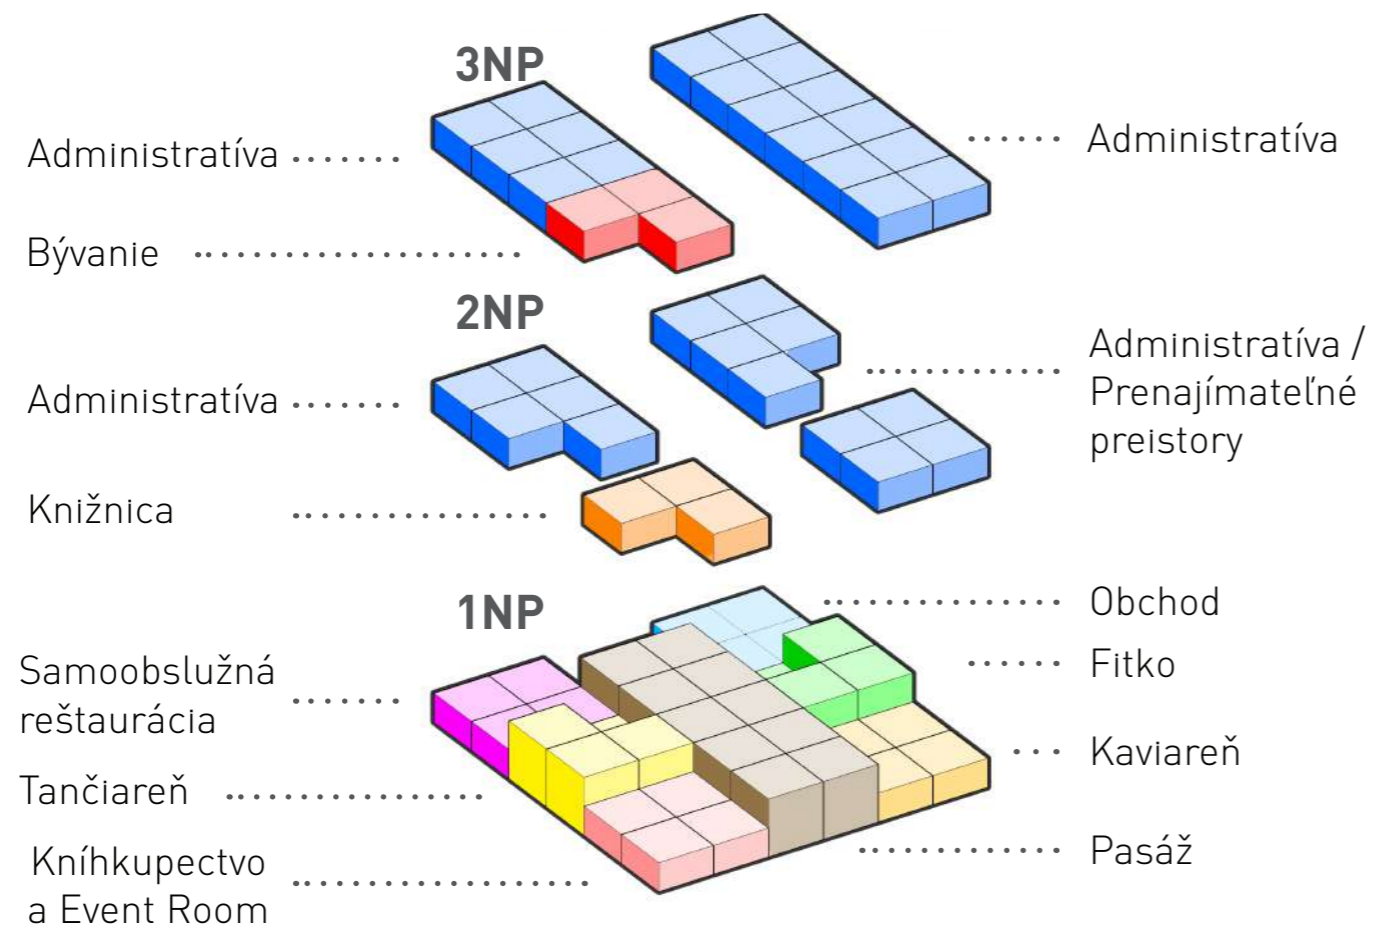 3NP
Administratíva
Administratíva
Bývanie
2NP
Administratíva
Administratíva /
Prenajímateľné
preistory
Knižnica
1NP
Obchod
Samoobslužná
reštaurácia
Fitko
Kaviareň
Tančiareň
Pasáž
Kníhkupectvo
a Event Room